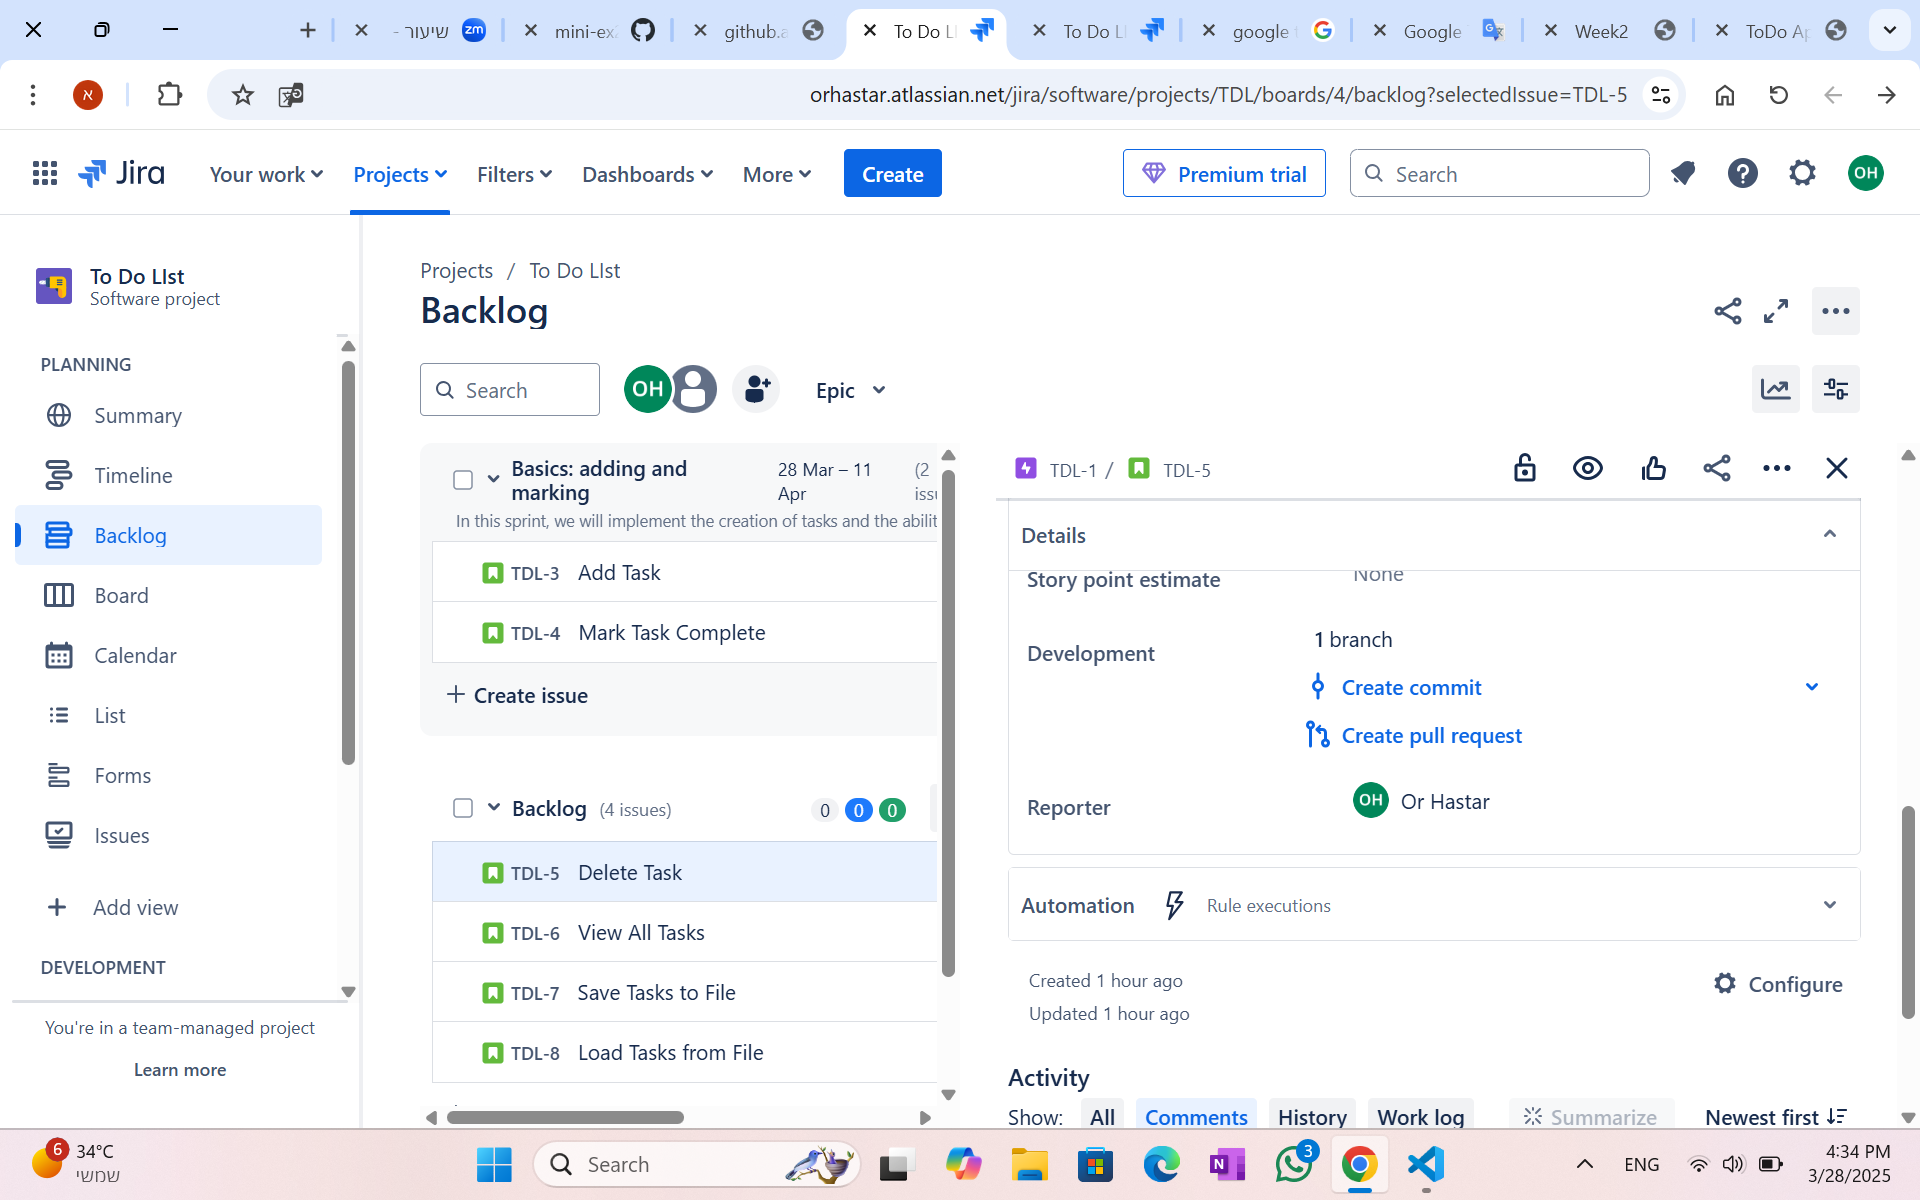 שיעור -
mini-ex
github.a
To Do L
To Do L
google
Google
Week2
ToDo Ap
orhastar.atlassian.net/jira/software/projects/TDL/boards/4/backlog?selectedIssue=TDL-5
Jira
Your work
Projects
Filters
Dashboards
More
Create
Premium trial
Search
OH
To Do LIst
Software project
PLANNING
Summary
Timeline
Backlog
Board
Calendar
List
Forms
Issues
Add view
DEVELOPMENT
You're in a team-managed project
Learn more
Projects / To Do LIst
Backlog
Search
OH
Epic
Basics: adding and
marking
28 Mar – 11
Apr
(2
issu
In this sprint, we will implement the creation of tasks and the abilit
TDL-3 Add Task
TDL-4 Mark Task Complete
+ Create issue
Backlog (4 issues) 0 0 0
TDL-5 Delete Task
TDL-6 View All Tasks
TDL-7 Save Tasks to File
TDL-8 Load Tasks from File
TDL-1 / TDL-5
Details
Story point estimate None
Development
1 branch
Create commit
Create pull request
Reporter OH Or Hastar
Automation Rule executions
Created 1 hour ago
Updated 1 hour ago
Configure
Activity
Show: All Comments History Work log Summarize Newest first
6
34°C
שמשי
Search
3
ENG
4:34 PM
3/28/2025